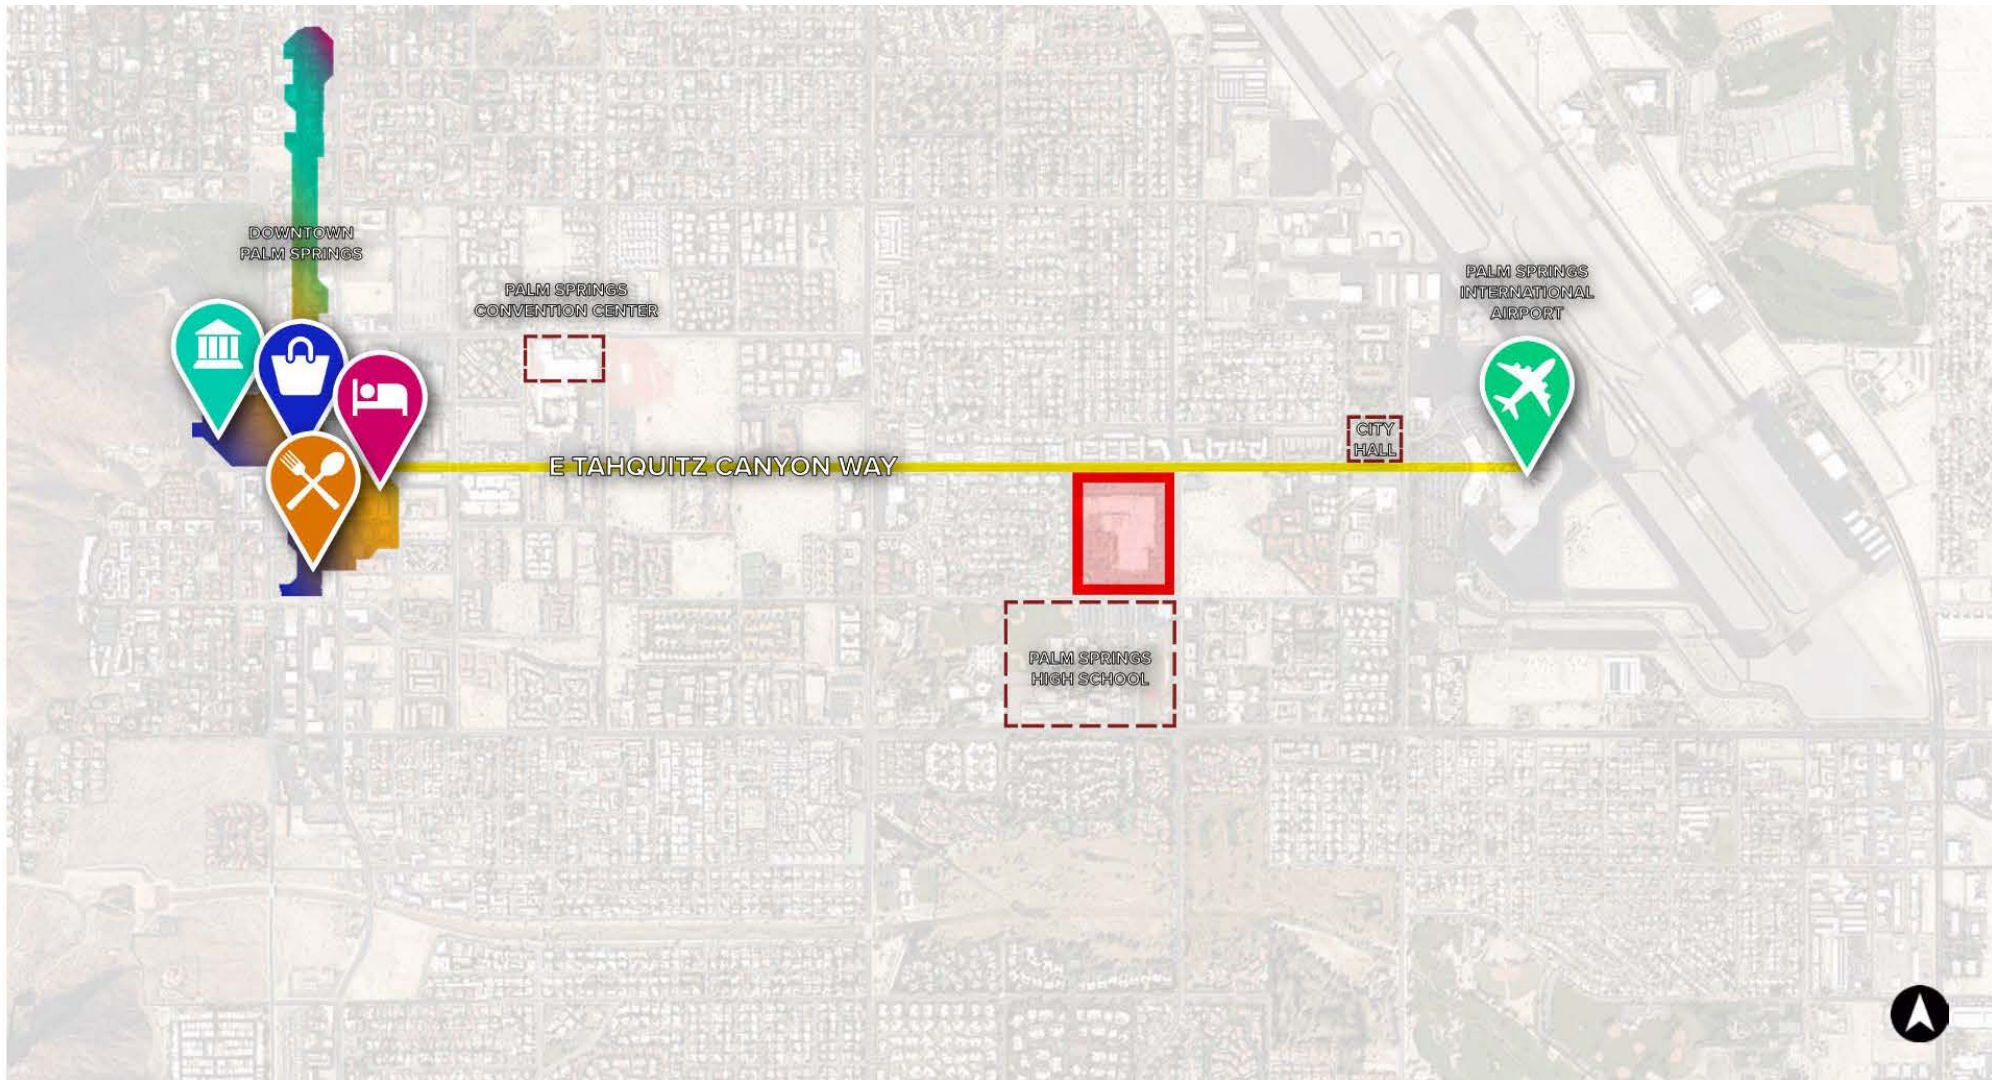 DOWNTOWN
PALM SPRINGS
PALM SPRINGS
CONVENTION CENTER
PALM SPRINGS
INTERNATIONAL
AIRPORT
CITY
HALL
E TAHQUITZ CANYON WAY
PALM SPRINGS
HIGH SCHOOL